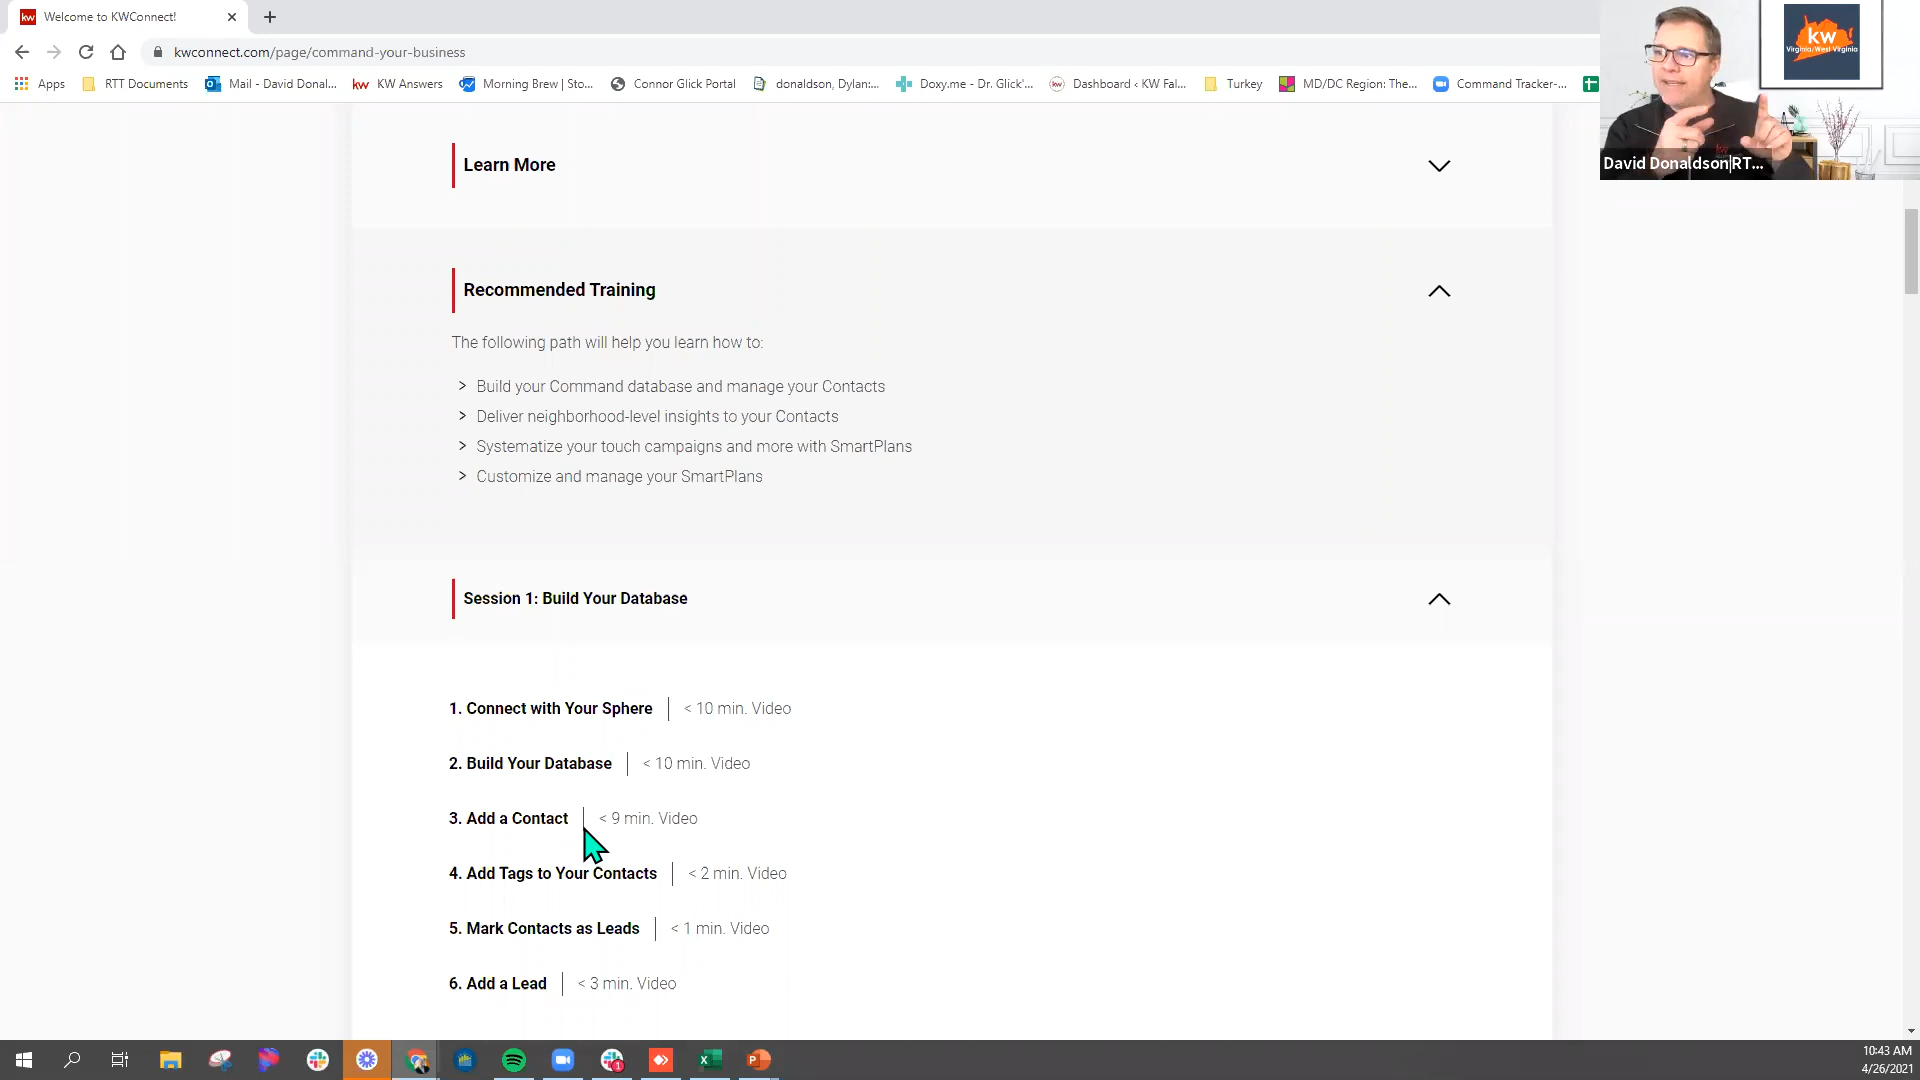 Welcome to KWConnect!
kwconnect.com/page/command-your-business
Apps
RTT Documents
Mail - David Donal...
KW Answers
Morning Brew | Sto...
Connor Glick Portal
donaldson, Dylan:...
Doxy.me - Dr. Glick'...
Dashboard ‹ KW Fal...
Turkey
MD/DC Region: The...
Command Tracker-...
kw
Virginia/West Virginia
David Donaldson|RT...
Learn More
Recommended Training
The following path will help you learn how to:
> Build your Command database and manage your Contacts
> Deliver neighborhood-level insights to your Contacts
> Systematize your touch campaigns and more with SmartPlans
> Customize and manage your SmartPlans
Session 1: Build Your Database
1. Connect with Your Sphere | < 10 min. Video
2. Build Your Database | < 10 min. Video
3. Add a Contact | < 9 min. Video
4. Add Tags to Your Contacts | < 2 min. Video
5. Mark Contacts as Leads | < 1 min. Video
6. Add a Lead | < 3 min. Video
10:43 AM
4/26/2021